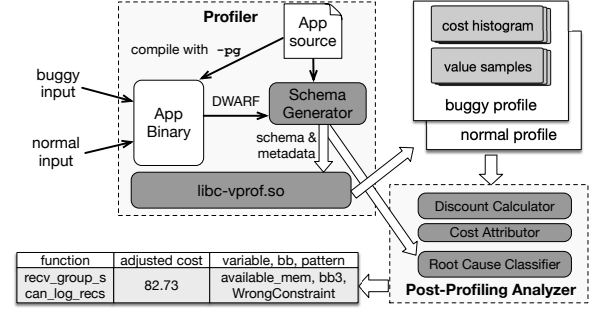 Profiler
App
source
compile with -pg
buggy
input
normal
input
App
Binary
DWARF
Schema
Generator
schema &
metadata
libc-vprof.so
cost histogram
value samples
buggy profile
normal profile
Discount Calculator
Cost Attributor
Root Cause Classifier
Post-Profiling Analyzer
function adjusted cost variable, bb, pattern
recv_group_s 82.73 available_mem, bb3,
can_log_recs WrongConstraint